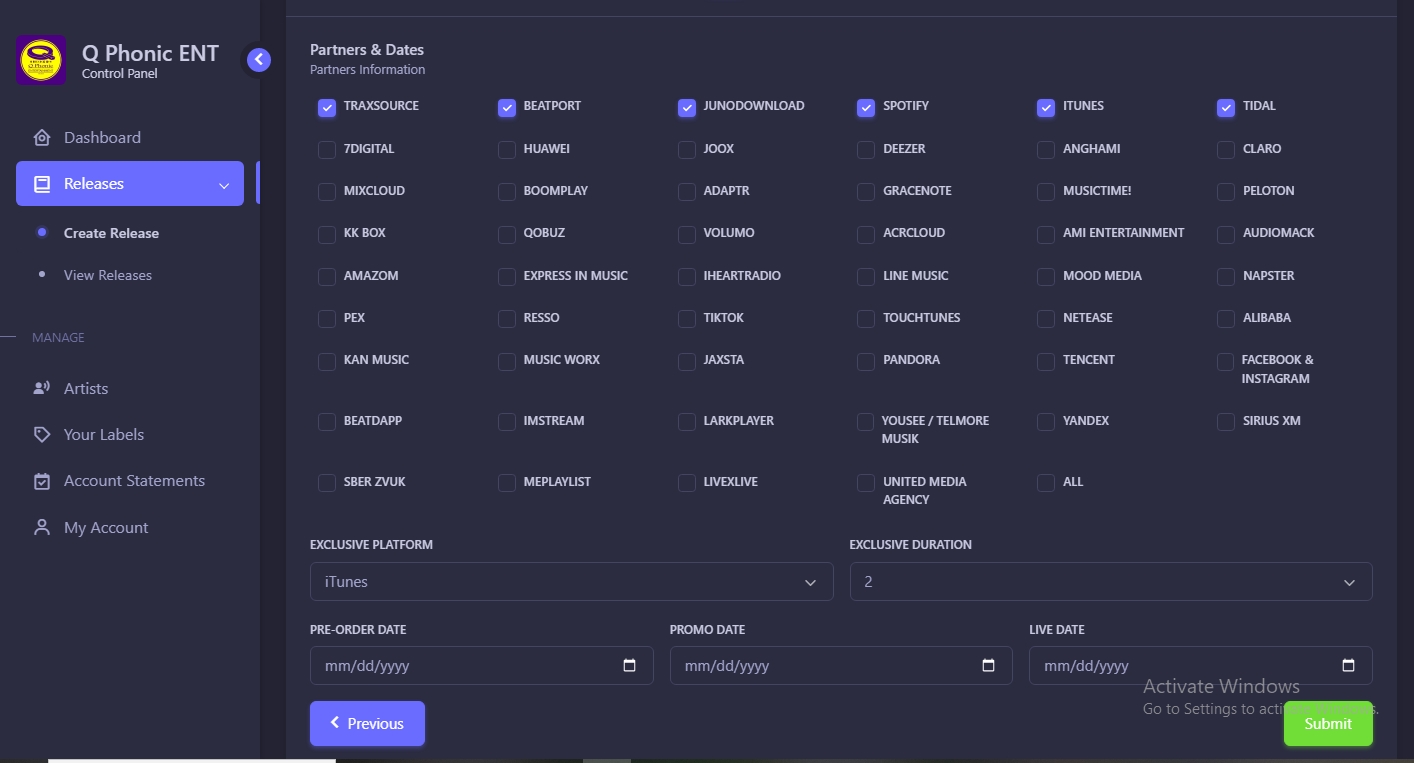 Q Phonic ENT
Control Panel
Dashboard
Releases
Create Release
View Releases
MANAGE
Artists
Your Labels
Account Statements
My Account
Partners & Dates
Partners Information
TRAXSOURCE BEATPORT JUNODOWNLOAD SPOTIFY ITUNES TIDAL
7DIGITAL HUAWEI JOOX DEEZER ANGHAMI CLARO
MIXCLOUD BOOMPLAY ADAPTR GRACENOTE MUSICTIME! PELOTON
KK BOX QOBUZ VOLUMO ACRCLOUD AMI ENTERTAINMENT AUDIOMACK
AMAZOM EXPRESS IN MUSIC IHEARTRADIO LINE MUSIC MOOD MEDIA NAPSTER
PEX RESSO TIKTOK TOUCHTUNES NETEASE ALIBABA
KAN MUSIC MUSIC WORX JAXSTA PANDORA TENCENT FACEBOOK &
INSTAGRAM
BEATDAPP IMSTREAM LARKPLAYER YOUSEE / TELMORE YANDEX SIRIUS XM
MUSIK
SBER ZVUK MEPLAYLIST LIVEXLIVE UNITED MEDIA ALL
AGENCY
EXCLUSIVE PLATFORM EXCLUSIVE DURATION
iTunes 2
PRE-ORDER DATE PROMO DATE LIVE DATE
mm/dd/yyyy mm/dd/yyyy mm/dd/yyyy
Activate Windows
Go to Settings to
Previous Submit